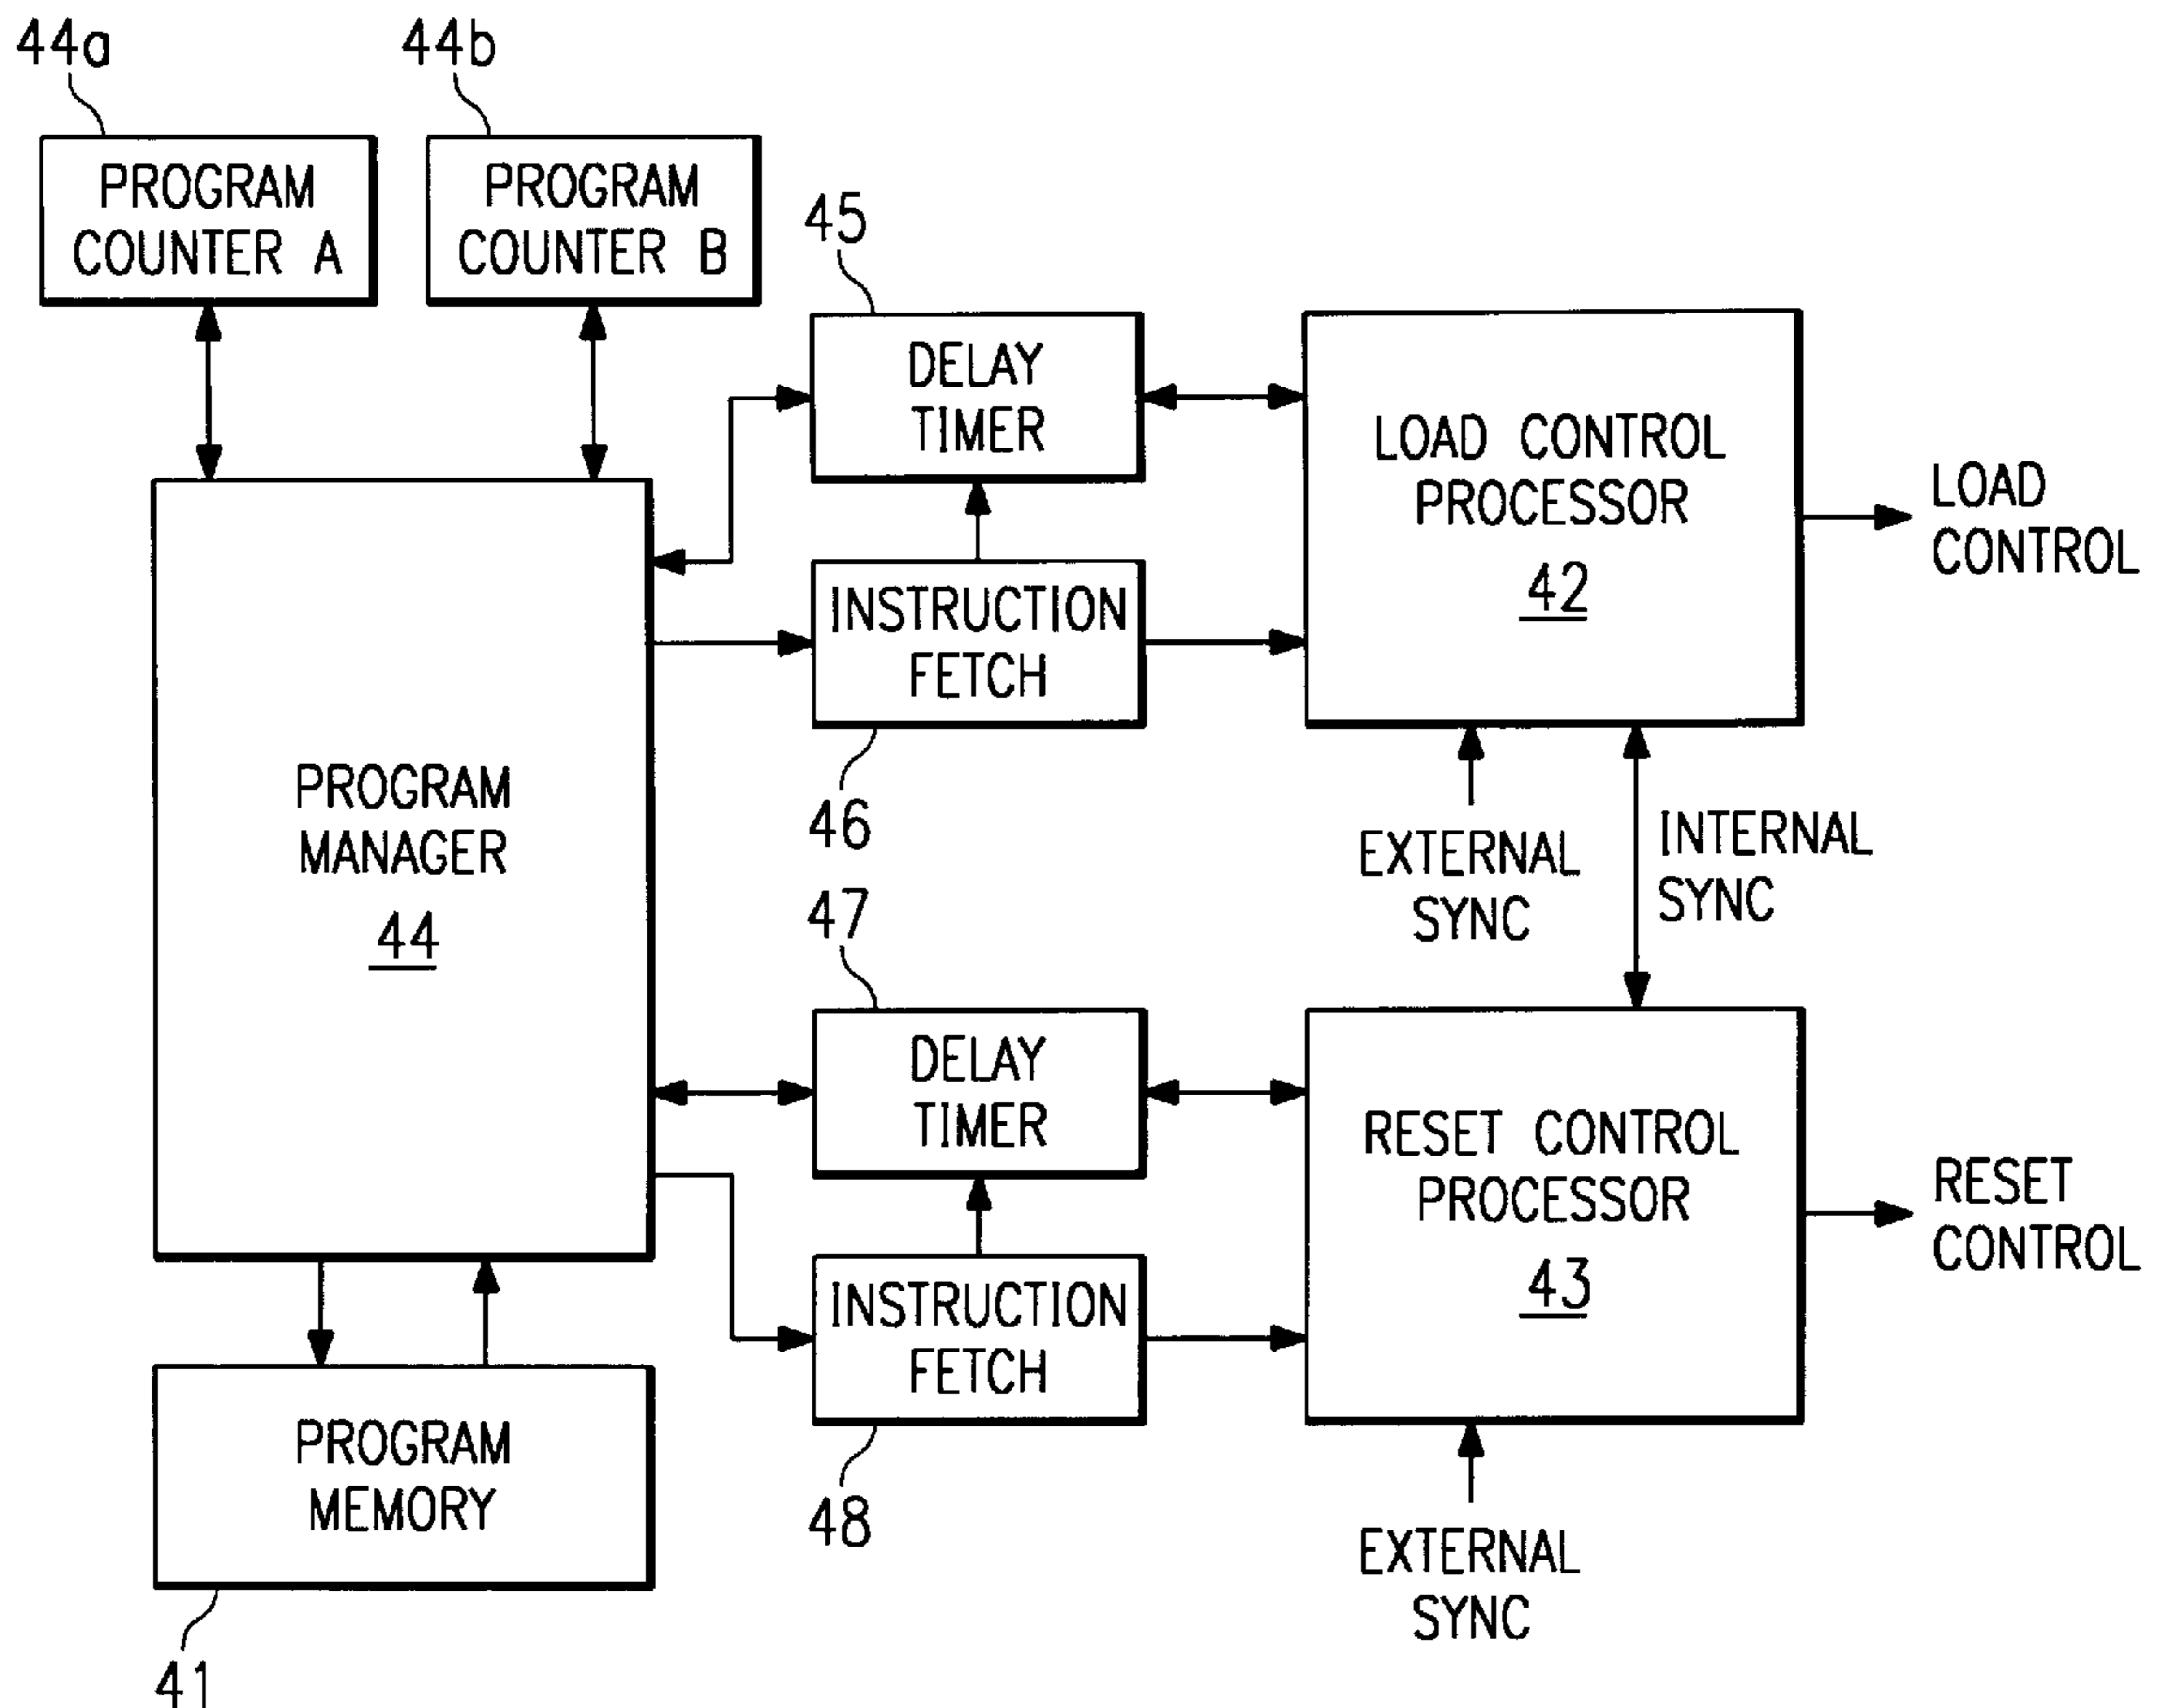 44a
44b
PROGRAM
COUNTER A
PROGRAM
COUNTER B
45
DELAY
TIMER
LOAD CONTROL
PROCESSOR
42
LOAD
CONTROL
INSTRUCTION
FETCH
46
EXTERNAL
SYNC
INTERNAL
SYNC
PROGRAM
MANAGER
44
47
DELAY
TIMER
RESET CONTROL
PROCESSOR
43
RESET
CONTROL
INSTRUCTION
FETCH
48
EXTERNAL
SYNC
PROGRAM
MEMORY
41